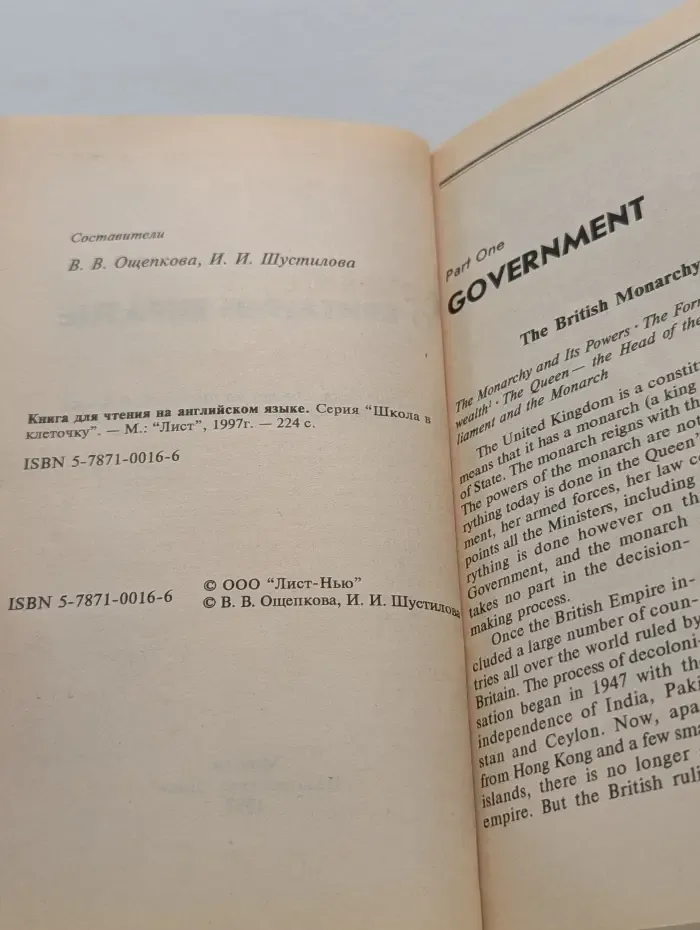 Составители
В. В. Ощепкова, И. И. Шустилова
Книга для чтения на английском языке. Серия "Школа в
клеточку". — М.: "Лист", 1997г. — 224 с.
ISBN 5-7871-0016-6
© ООО "Лист-Нью"
ISBN 5-7871-0016-6 © В. В. Ощепкова, И. И. Шустилова
Part One
GOVERNMENT
The British Monarchy
The Monarchy and Its Powers · The
wealth¹ · The Queen — the Head of the
liament and the Monarch
The United Kingdom is a
means that it has a monarch (a king
of State. The monarch reigns with
The powers of the monarch are not
rything today is done in the Queen'
ment, her armed forces, her law
points all the Ministers, including
rything is done however on
Government, and the monarch
takes no part in the decision-
making process.
Once the British Empire in-
cluded a large number of coun-
tries all over the world ruled by
Britain. The process of decoloni-
sation began in 1947 with the
independence of India, Paki
stan and Ceylon. Now, apa
from Hong Kong and a few sma
islands, there is no longer
empire. But the British ruli